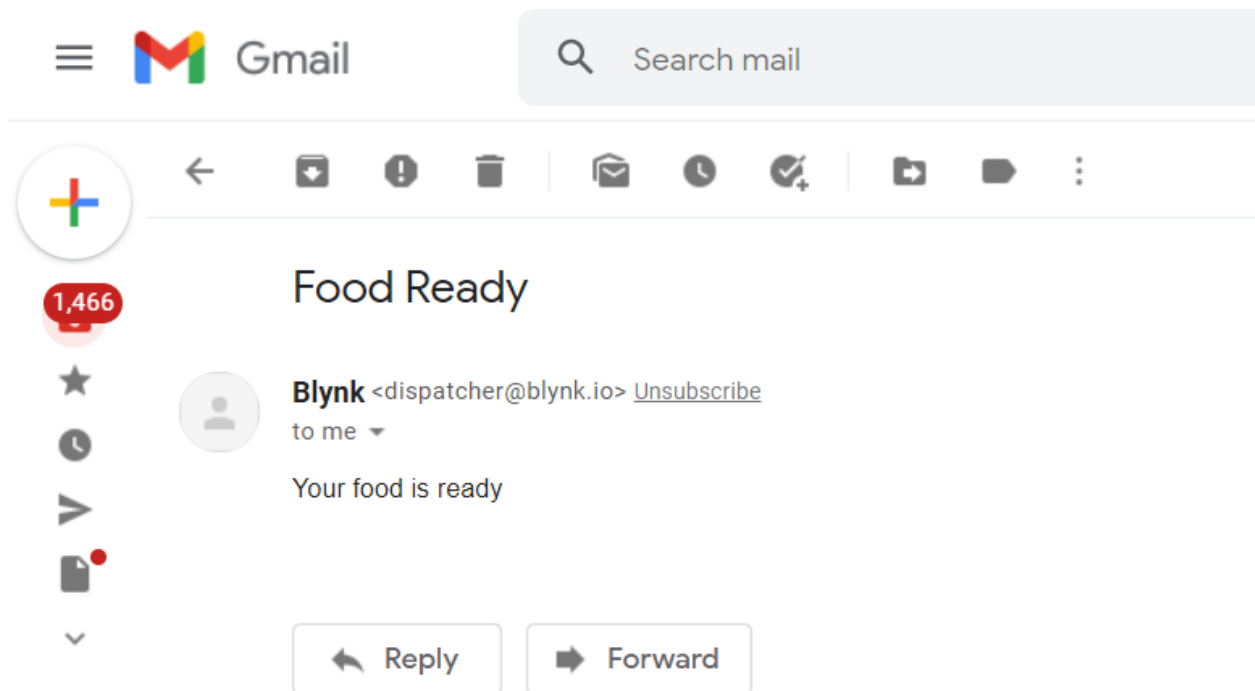 Gmail
Search mail
Food Ready
1,466
Blynk <dispatcher@blynk.io> Unsubscribe
to me
Your food is ready
Reply
Forward